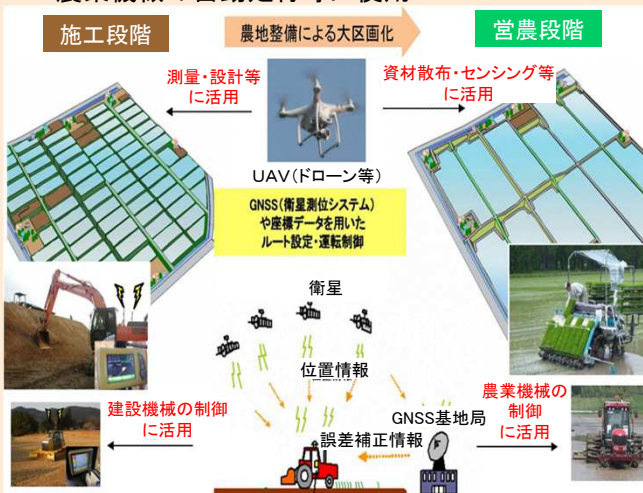 施工段階
農地整備による大区画化
営農段階
測量・設計等
に活用
資材散布・センシング等
に活用
UAV(ドローン等)
GNSS(衛星測位システム)
や座標データを用いた
ルート設定・運転制御
衛星
位置情報
農業機械の
制御
に活用
建設機械の制御
に活用
GNSS基地局
誤差補正情報